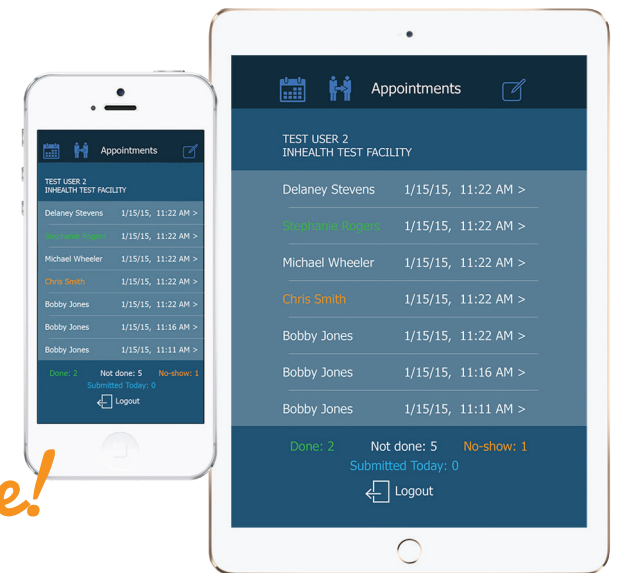 Appointments
TEST USER 2
INHEALTH TEST FACILITY
Delaney Stevens 1/15/15, 11:22 AM >
Stephanie Rogers 1/15/15, 11:22 AM >
Michael Wheeler 1/15/15, 11:22 AM >
Chris Smith 1/15/15, 11:22 AM >
Bobby Jones 1/15/15, 11:22 AM >
Bobby Jones 1/15/15, 11:16 AM >
Bobby Jones 1/15/15, 11:11 AM >
Done: 2 Not done: 5 No-show: 1
Submitted Today: 0
Logout
e!
Appointments
TEST USER 2
INHEALTH TEST FACILITY
Delaney Stevens 1/15/15, 11:22 AM >
Stephanie Rogers 1/15/15, 11:22 AM >
Michael Wheeler 1/15/15, 11:22 AM >
Chris Smith 1/15/15, 11:22 AM >
Bobby Jones 1/15/15, 11:22 AM >
Bobby Jones 1/15/15, 11:16 AM >
Bobby Jones 1/15/15, 11:11 AM >
Done: 2 Not done: 5 No-show: 1
Submitted Today: 0
Logout